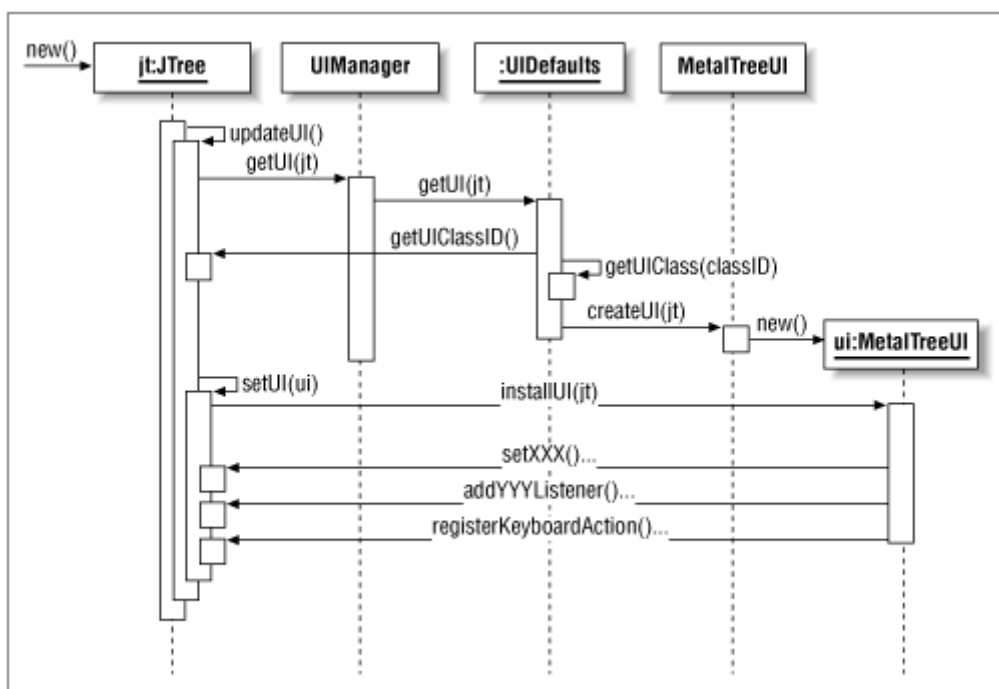 new()
jt:JTree
UIManager
:UIDefaults
MetalTreeUI
updateUI()
getUI(jt)
getUI(jt)
getUIClassID()
getUIClass(classID)
createUI(jt)
new()
ui:MetalTreeUI
setUI(ui)
installUI(jt)
setXXX()...
addYYYListener()...
registerKeyboardAction()...